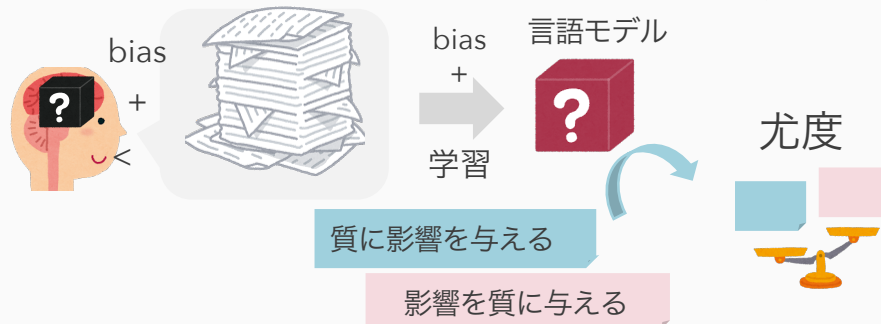 bias
+
?
bias
+
学習
言語モデル
?
尤度
質に影響を与える
影響を質に与える